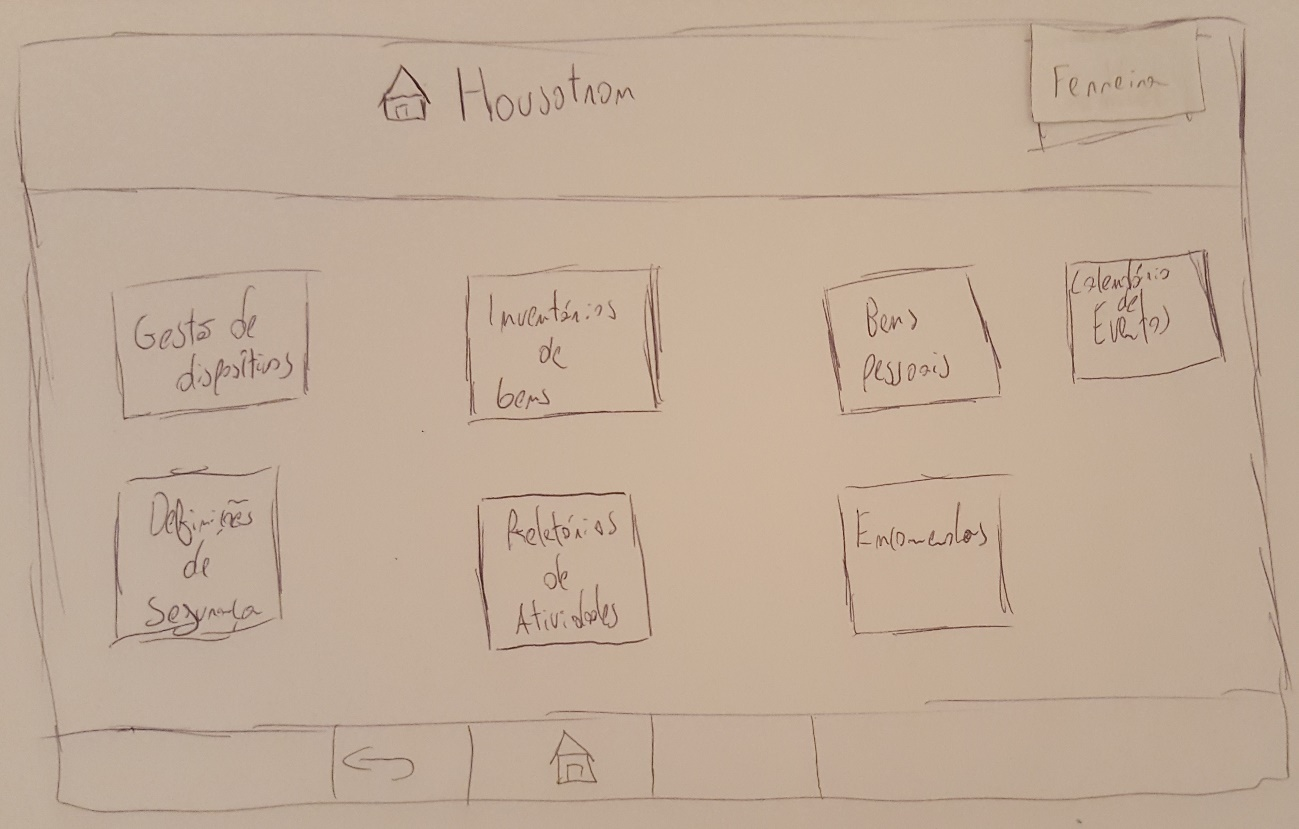 Housotrom
Ferreira
Gestão de
dispositivos
Inventários
de
bens
Bens
pessoais
Calendário
de
Eventos
Definições
de
Segurança
Relatórios
de
Atividades
Encomendas